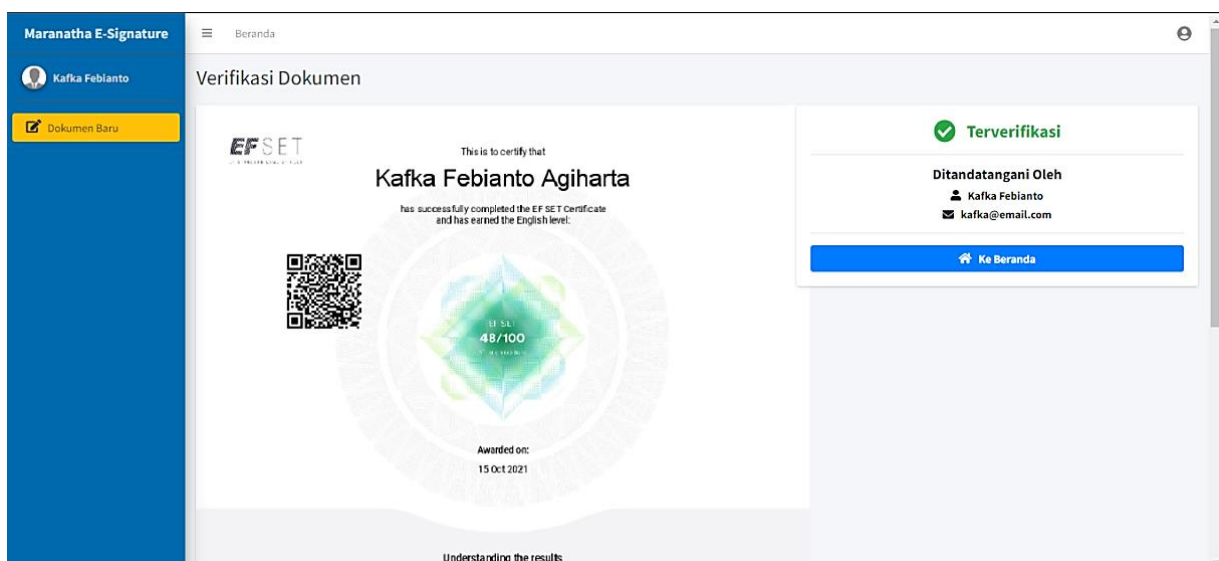 Maranatha E-Signature
Beranda
Kafka Febianto
Dokumen Baru
Verifikasi Dokumen
EFSET
This is to certify that
Kafka Febianto Agiharta
has successfully completed the EF SET Certificate
and has earned the English level:
EF SET
48/100
Awarded on:
15 Oct 2021
Understanding the results
Terverifikasi
Ditandatangani Oleh
Kafka Febianto
kafka@email.com
Ke Beranda